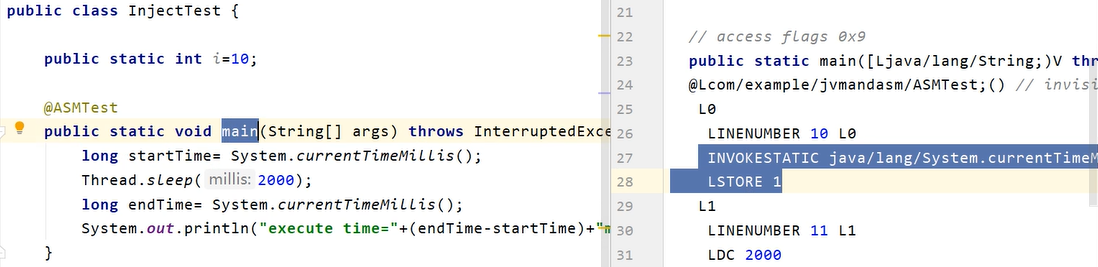 public class InjectTest {
public static int i=10;
@ASMTest
public static void main(String[] args) throws InterruptedExce
long startTime= System.currentTimeMillis();
Thread.sleep( millis: 2000);
long endTime= System.currentTimeMillis();
System.out.println("execute time="+(endTime-startTime)+"m
}
21
22 // access flags 0x9
23 public static main([Ljava/lang/String;)V thr
24 @Lcom/example/jvmandasm/ASMTest;() // invisi
25 L0
26 LINENUMBER 10 L0
27 INVOKESTATIC java/lang/System.currentTimeM
28 LSTORE 1
29 L1
30 LINENUMBER 11 L1
31 LDC 2000